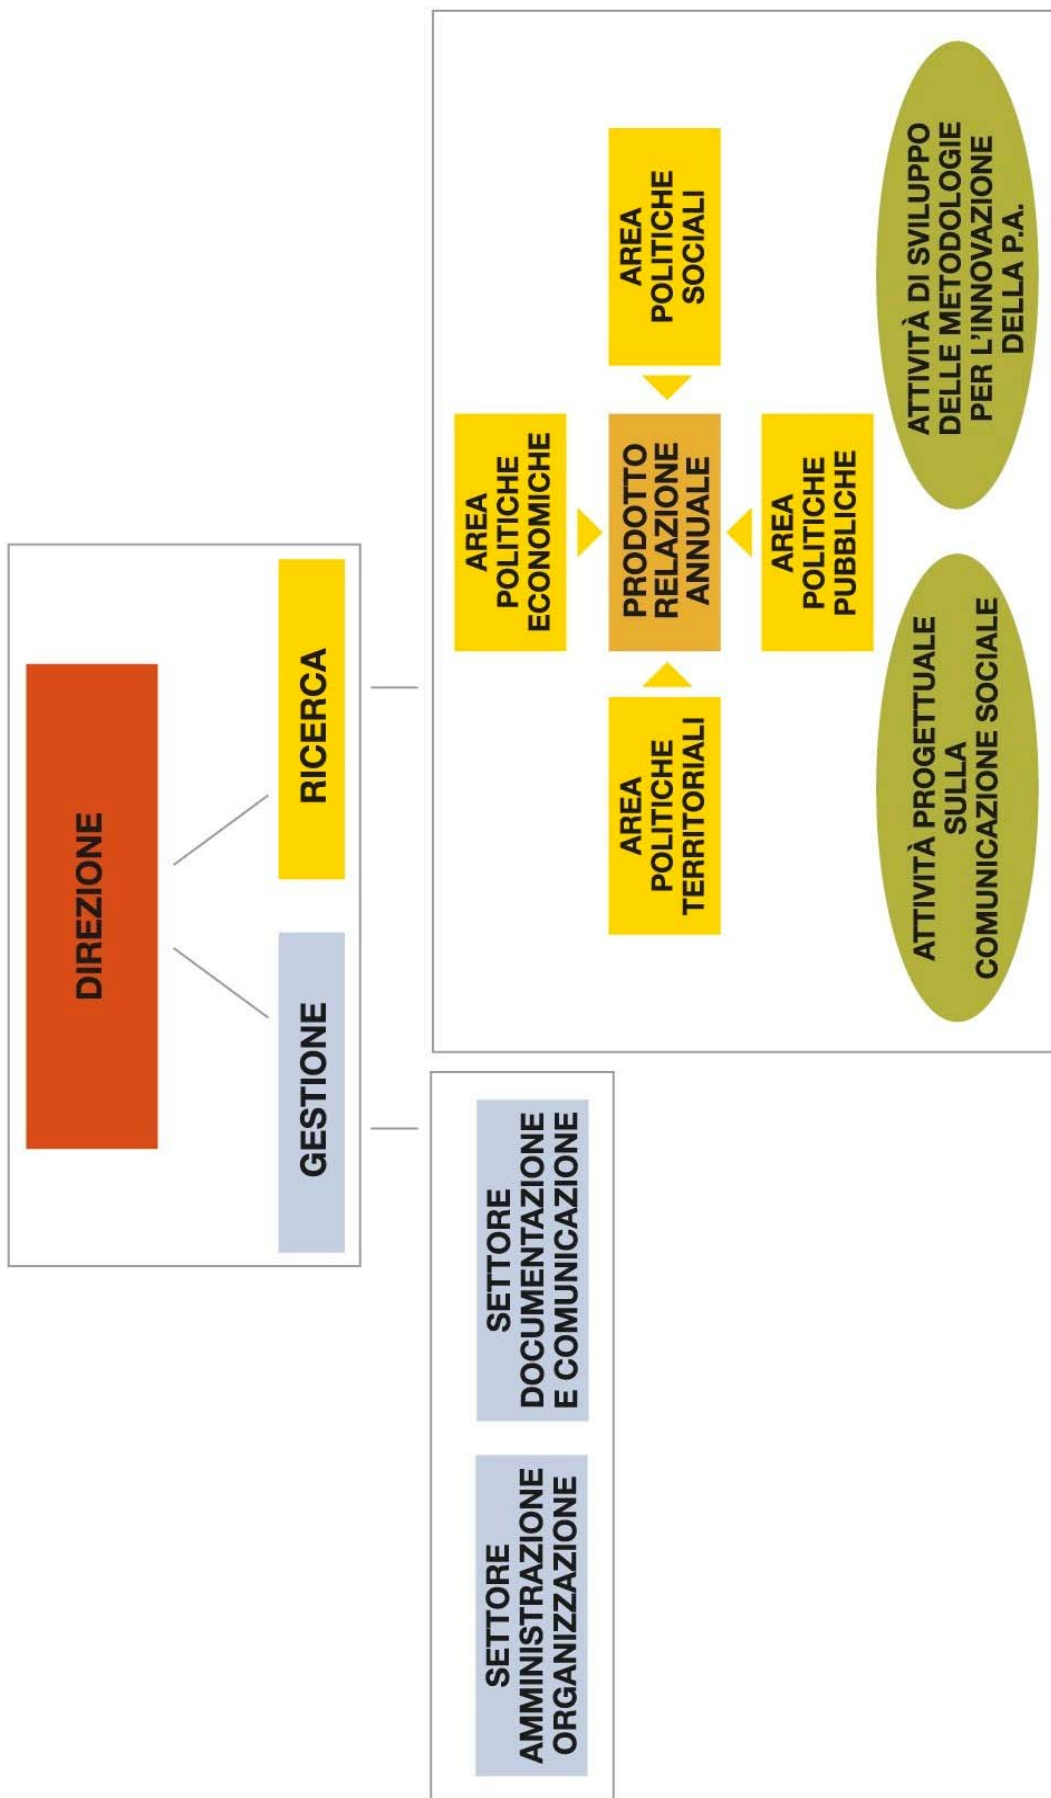 DIREZIONE
GESTIONE
RICERCA
SETTORE
AMMINISTRAZIONE
ORGANIZZAZIONE
SETTORE
DOCUMENTAZIONE
E COMUNICAZIONE
AREA
POLITICHE
ECONOMICHE
AREA
POLITICHE
TERRITORIALI
PRODOTTO
RELAZIONE
ANNUALE
AREA
POLITICHE
SOCIALI
AREA
POLITICHE
PUBBLICHE
ATTIVITÀ PROGETTUALE
SULLA
COMUNICAZIONE SOCIALE
ATTIVITÀ DI SVILUPPO
DELLE METODOLOGIE
PER L'INNOVAZIONE
DELLA P.A.